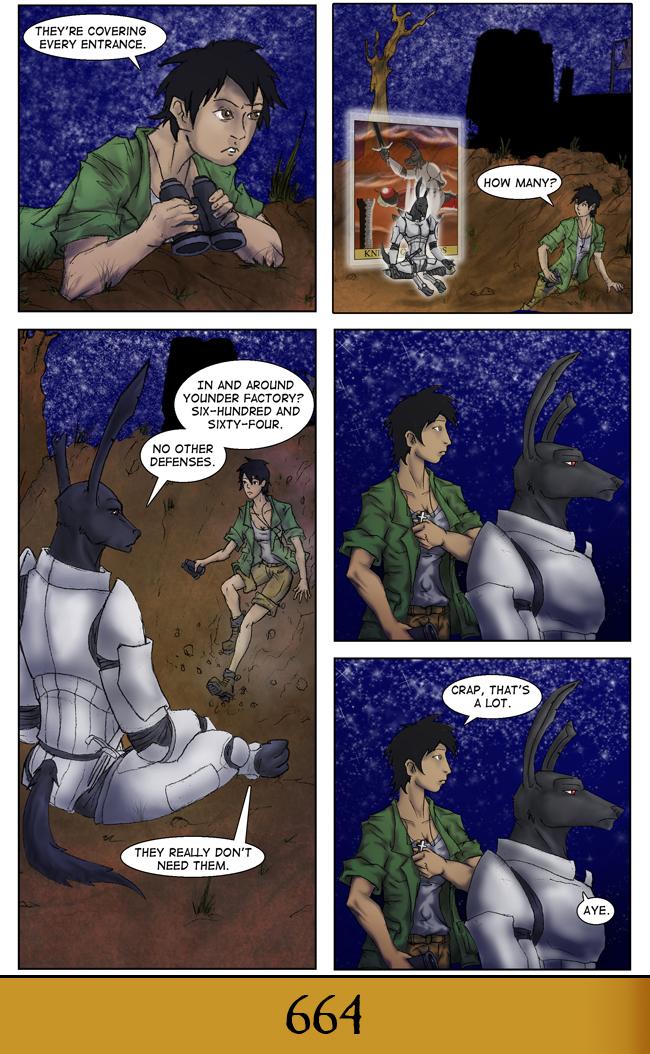 THEY'RE COVERING
EVERY ENTRANCE.
HOW MANY?
KNI
S
IN AND AROUND
YOUNDER FACTORY?
SIX-HUNDRED AND
SIXTY-FOUR.
NO OTHER
DEFENSES.
THEY REALLY DON'T
NEED THEM.
CRAP, THAT'S
A LOT.
AYE.
664